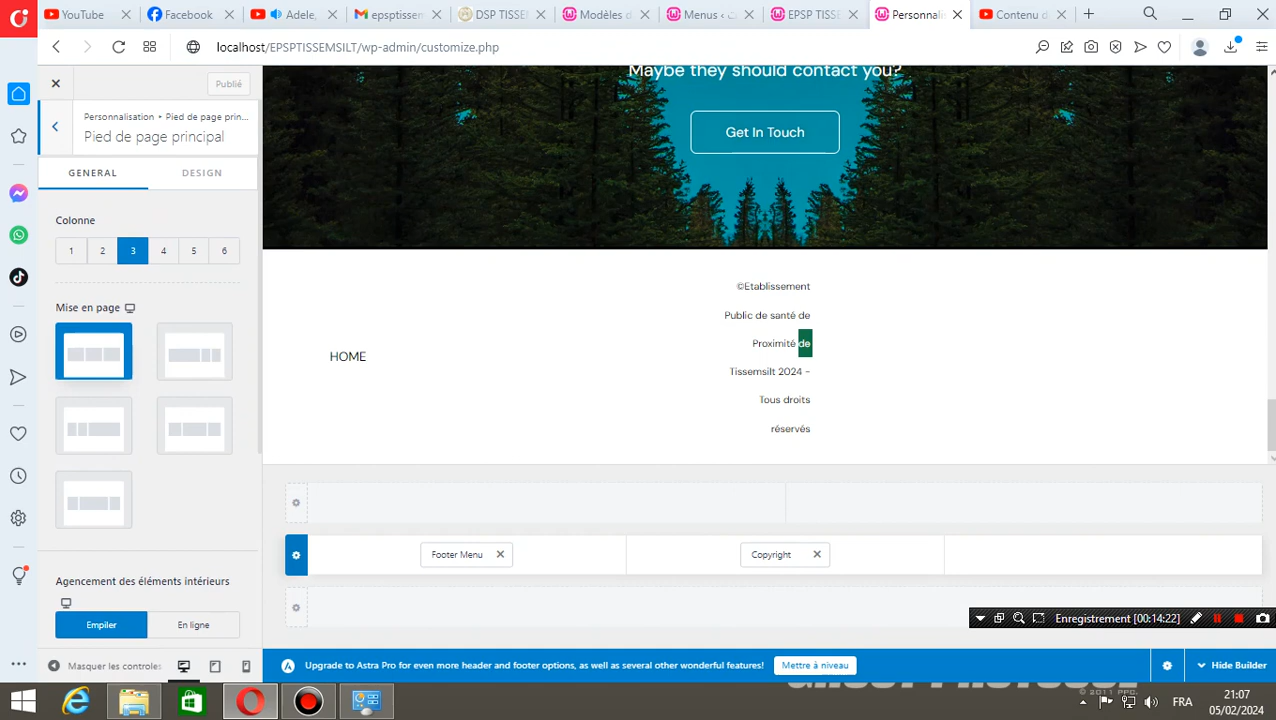 YouTube
Facebook
Adele,
epsptissem
DSP TISSEM
Modèles d
Menus ‹
EPSP TISSE
Personnali
Contenu d
localhost/EPSPTISSEMSILT/wp-admin/customize.php
Publié
Personnalisation • Pied de page prin...
Pied de page principal
GENERAL
DESIGN
Colonne
1
2
3
4
5
6
Mise en page
Agencement des éléments intérieurs
Empiler
En ligne
Masquer les controles
Maybe they should contact you?
Get In Touch
HOME
©Etablissement
Public de santé de
Proximité de
Tissemsilt 2024 -
Tous droits
réservés
Footer Menu
Copyright
Enregistrement [00:14:22]
Upgrade to Astra Pro for even more header and footer options, as well as several other wonderful features!
Mettre à niveau
Hide Builder
FRA
21:07
05/02/2024